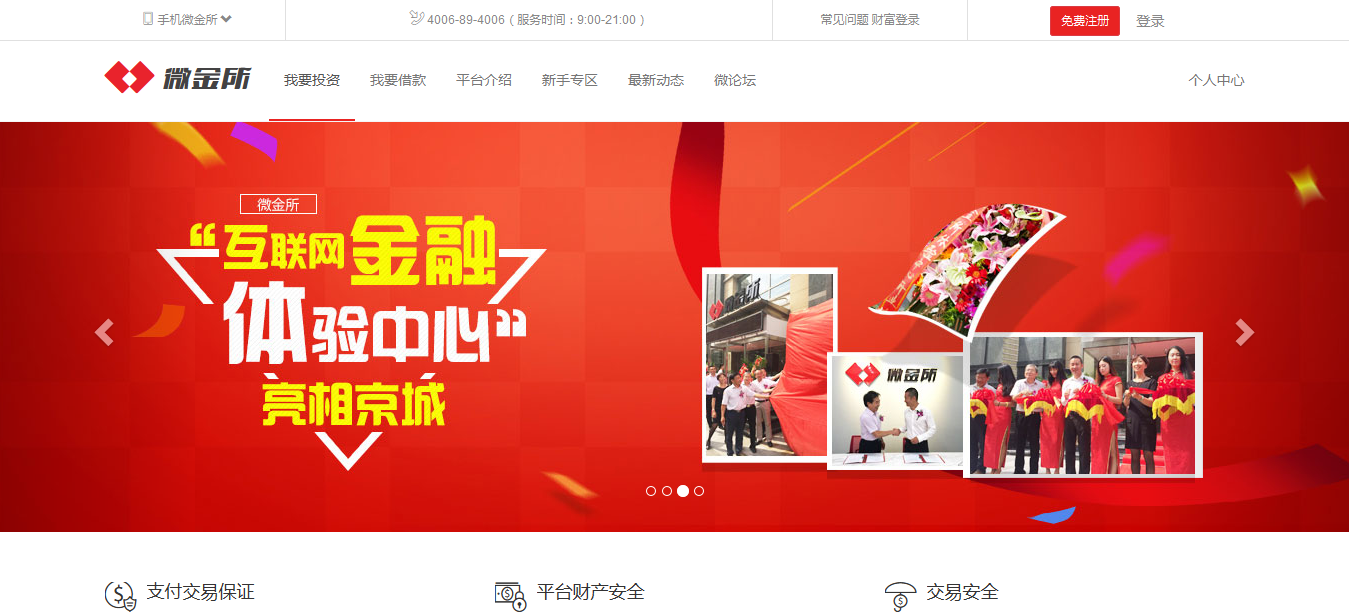 手机微金所
4006-89-4006 ( 服务时间：9:00-21:00 )
常见问题 财富登录
免费注册
登录
微金所
我要投资
我要借款
平台介绍
新手专区
最新动态
微论坛
个人中心
微金所
“互联网金融
体验中心”
亮相京城
微金所
微金所
支付交易保证
平台财产安全
交易安全